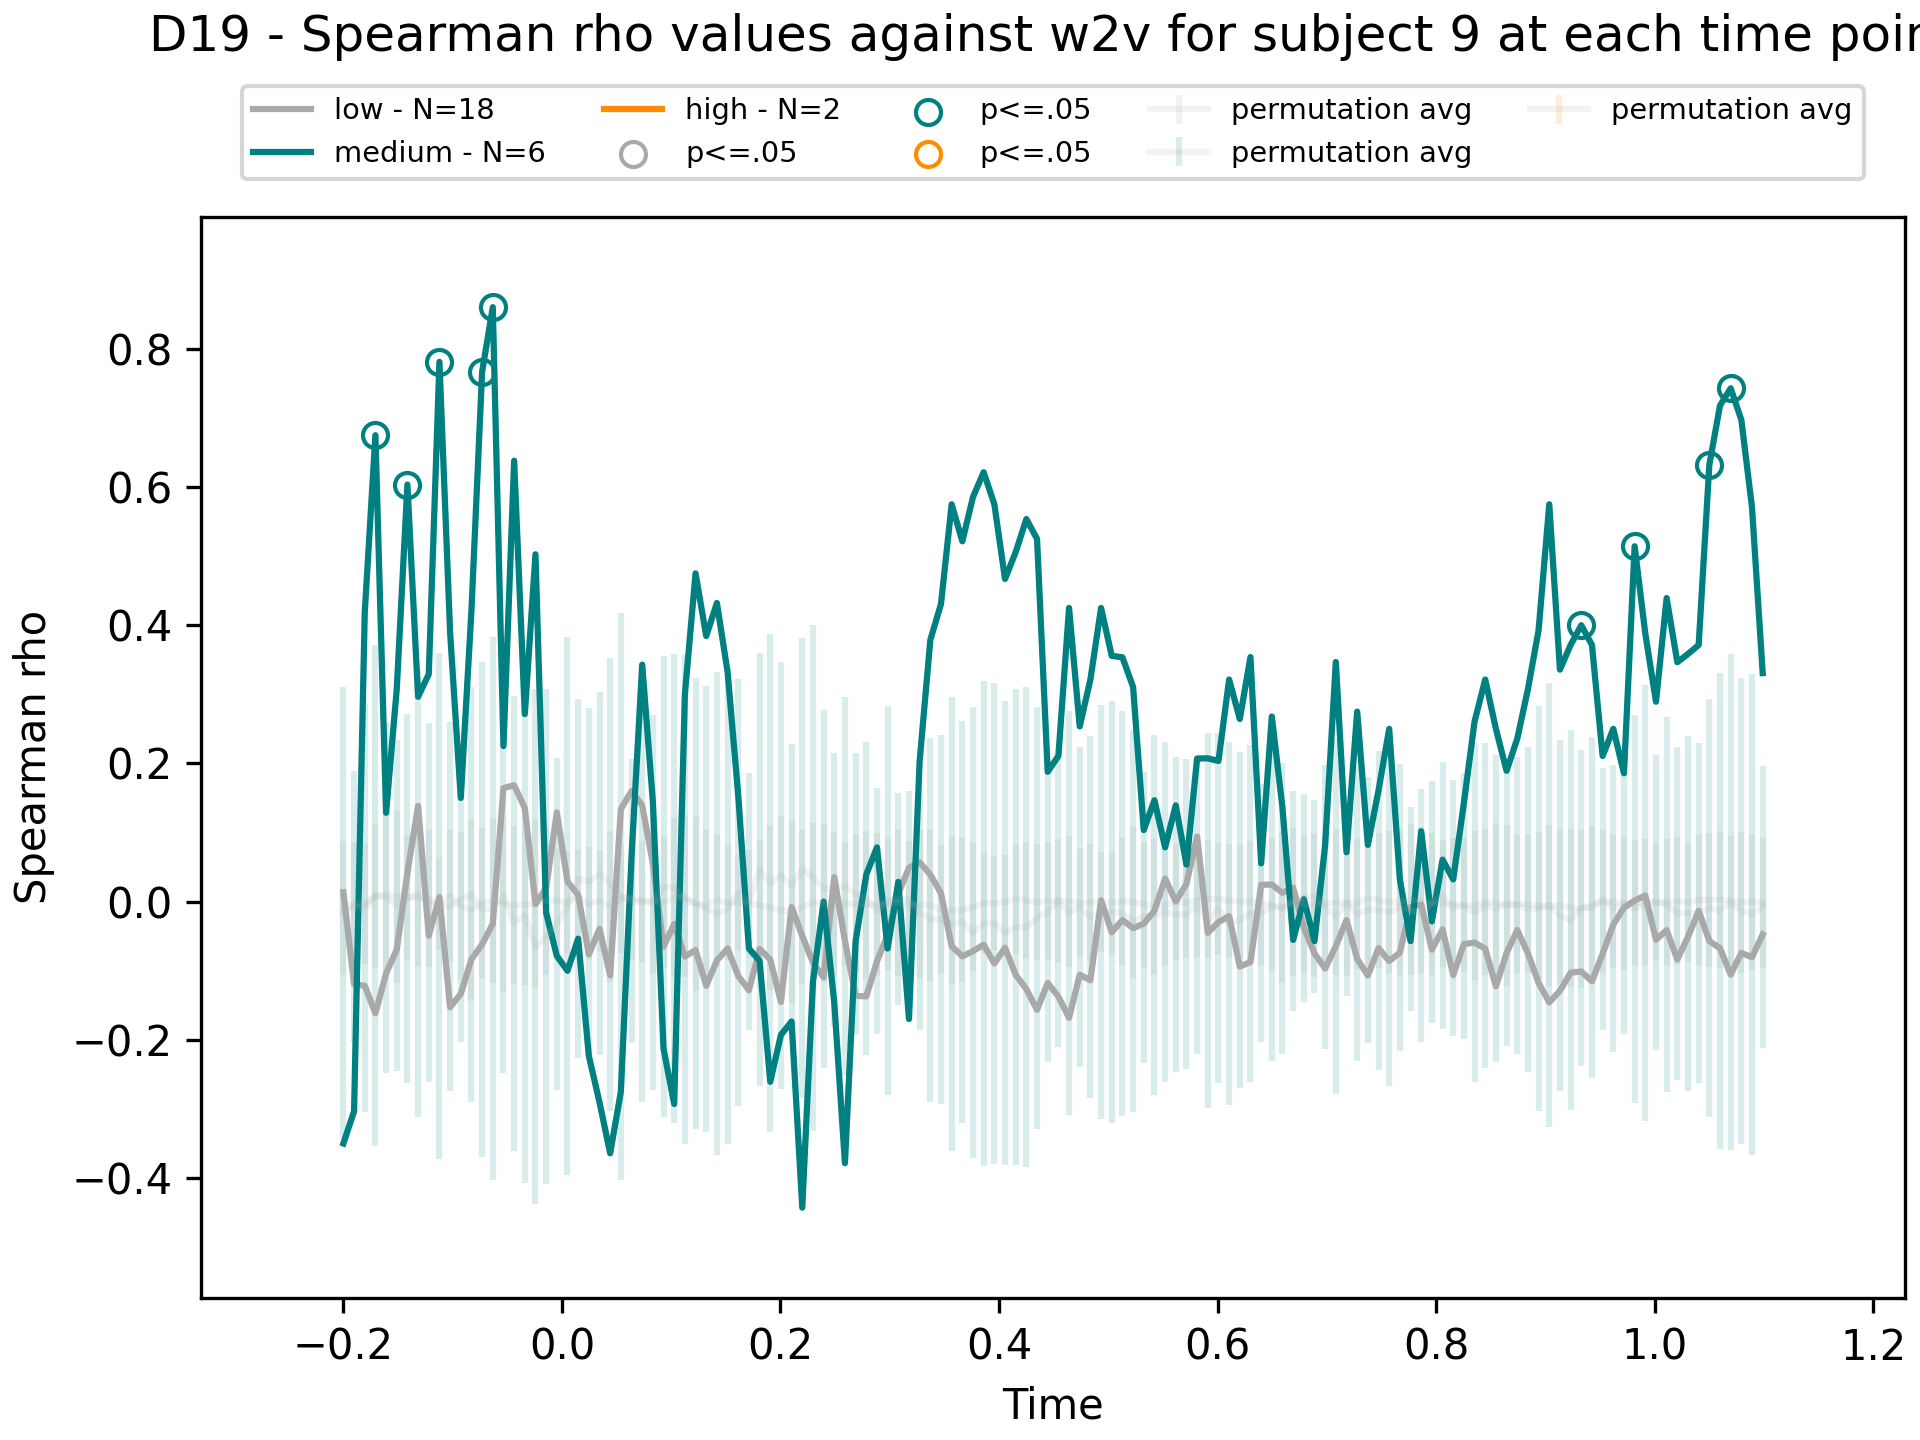 D19 - Spearman rho values against w2v for subject 9 at each time poin
low - N=18
medium - N=6
high - N=2
p<=.05
p<=.05
p<=.05
permutation avg
permutation avg
permutation avg
Spearman rho
0.8
0.6
0.4
0.2
0.0
−0.2
−0.4
−0.2
0.0
0.2
0.4
0.6
0.8
1.0
1.2
Time